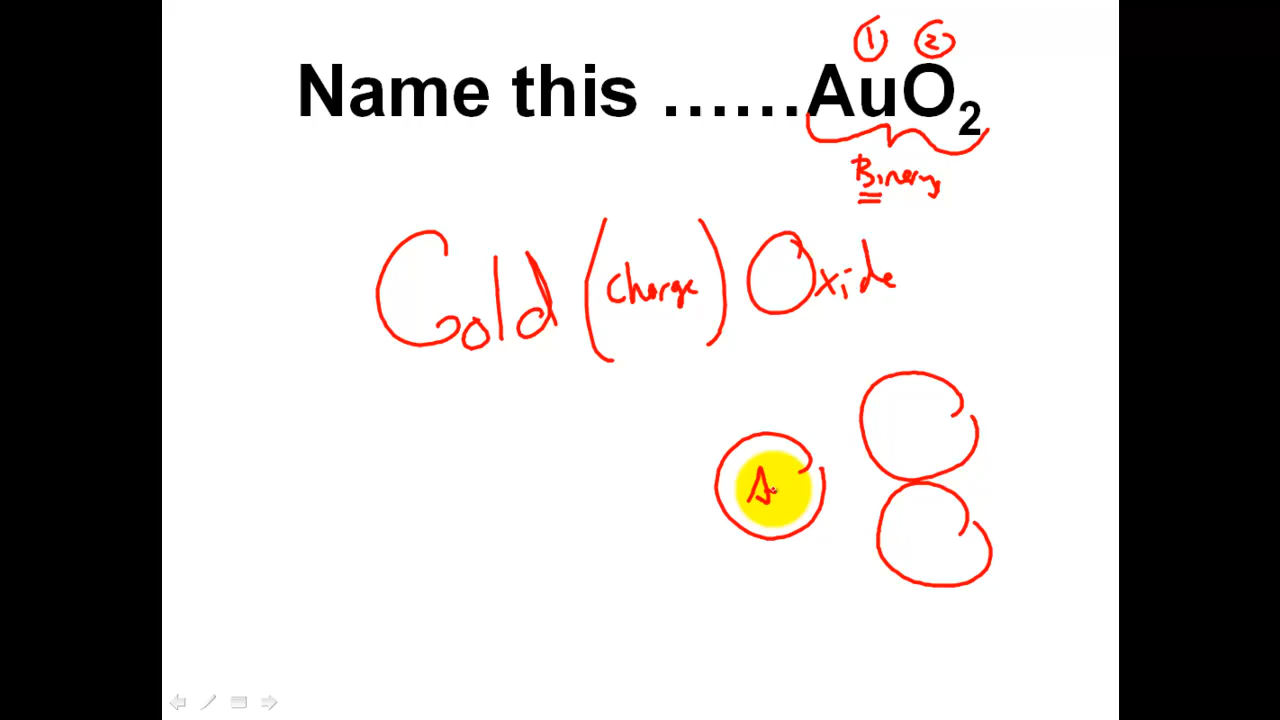 ① ②
Name this ……AuO₂
Binary
Gold (charge) Oxide